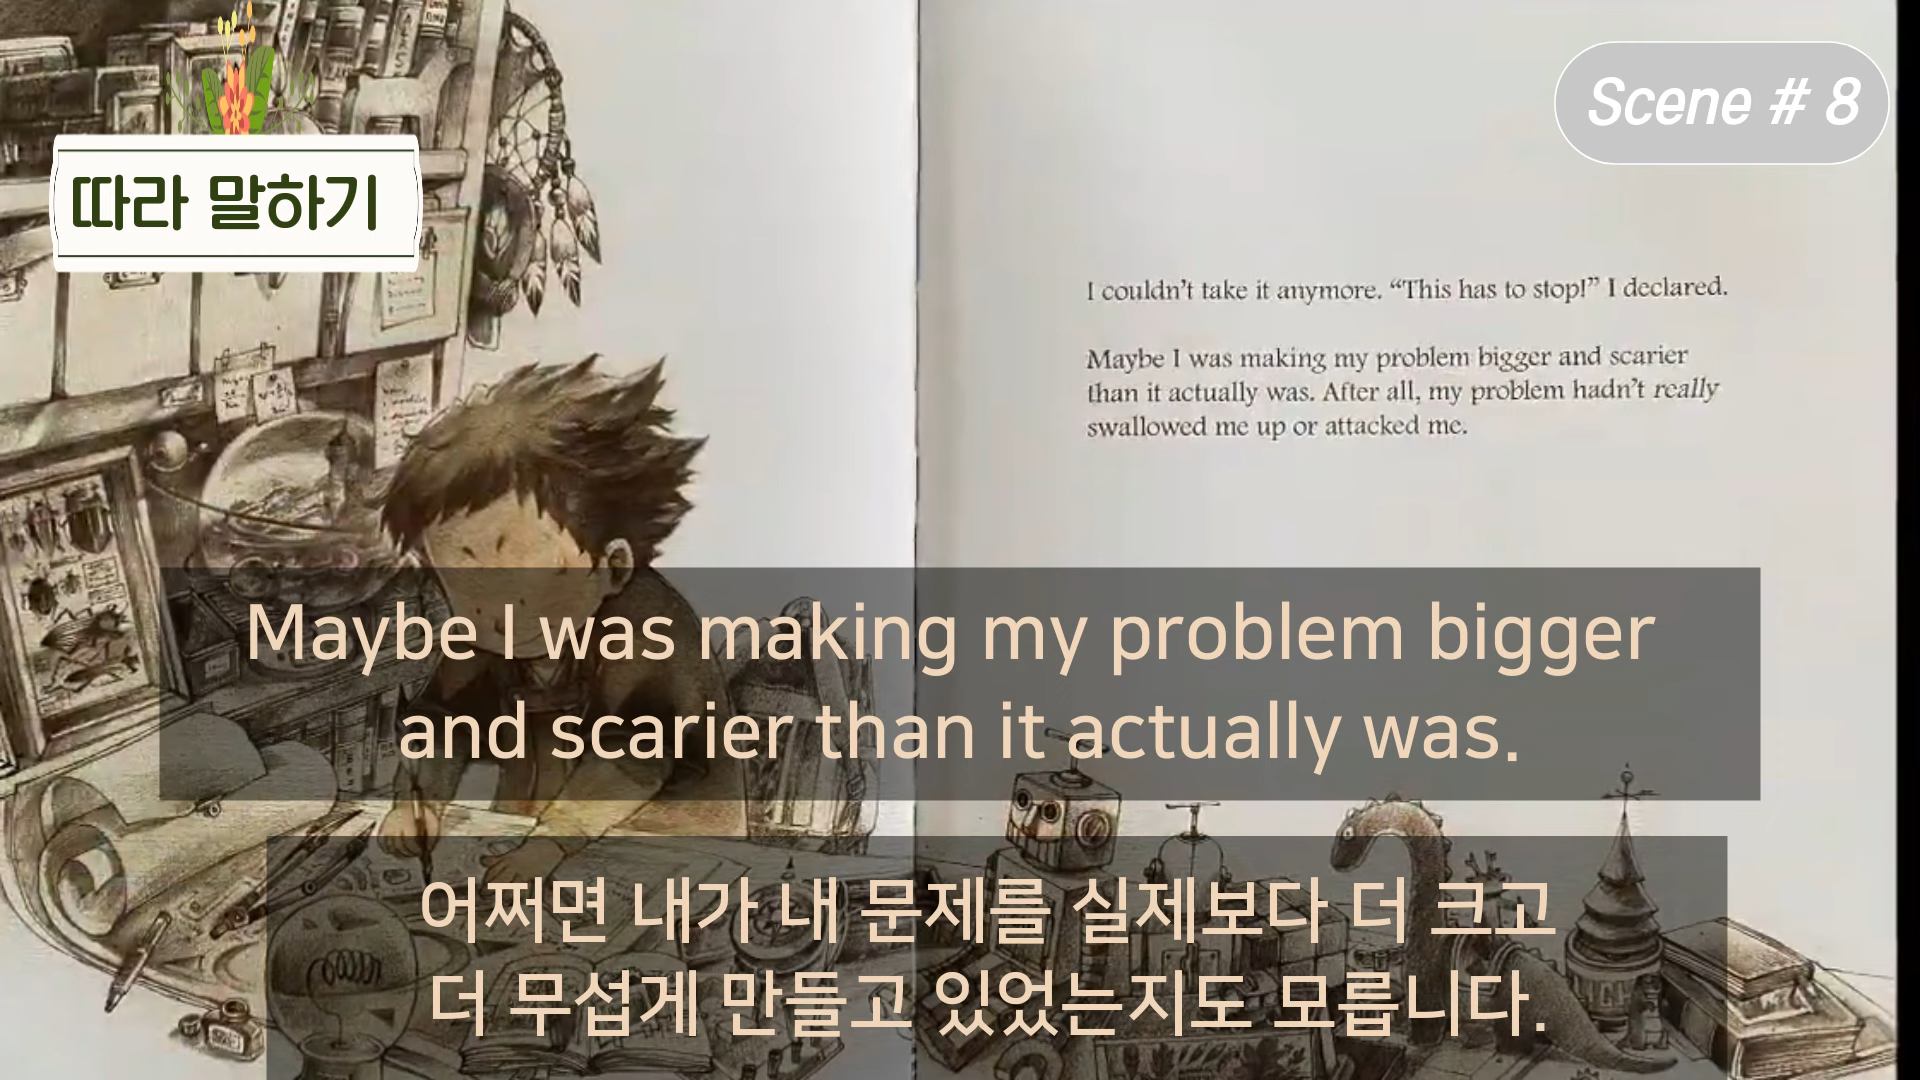 따라 말하기
Scene # 8
I couldn't take it anymore. “This has to stop!” I declared.
Maybe I was making my problem bigger and scarier
than it actually was. After all, my problem hadn't really
swallowed me up or attacked me.
Maybe I was making my problem bigger
and scarier than it actually was.
어쩌면 내가 내 문제를 실제보다 더 크고
더 무섭게 만들고 있었는지도 모릅니다.